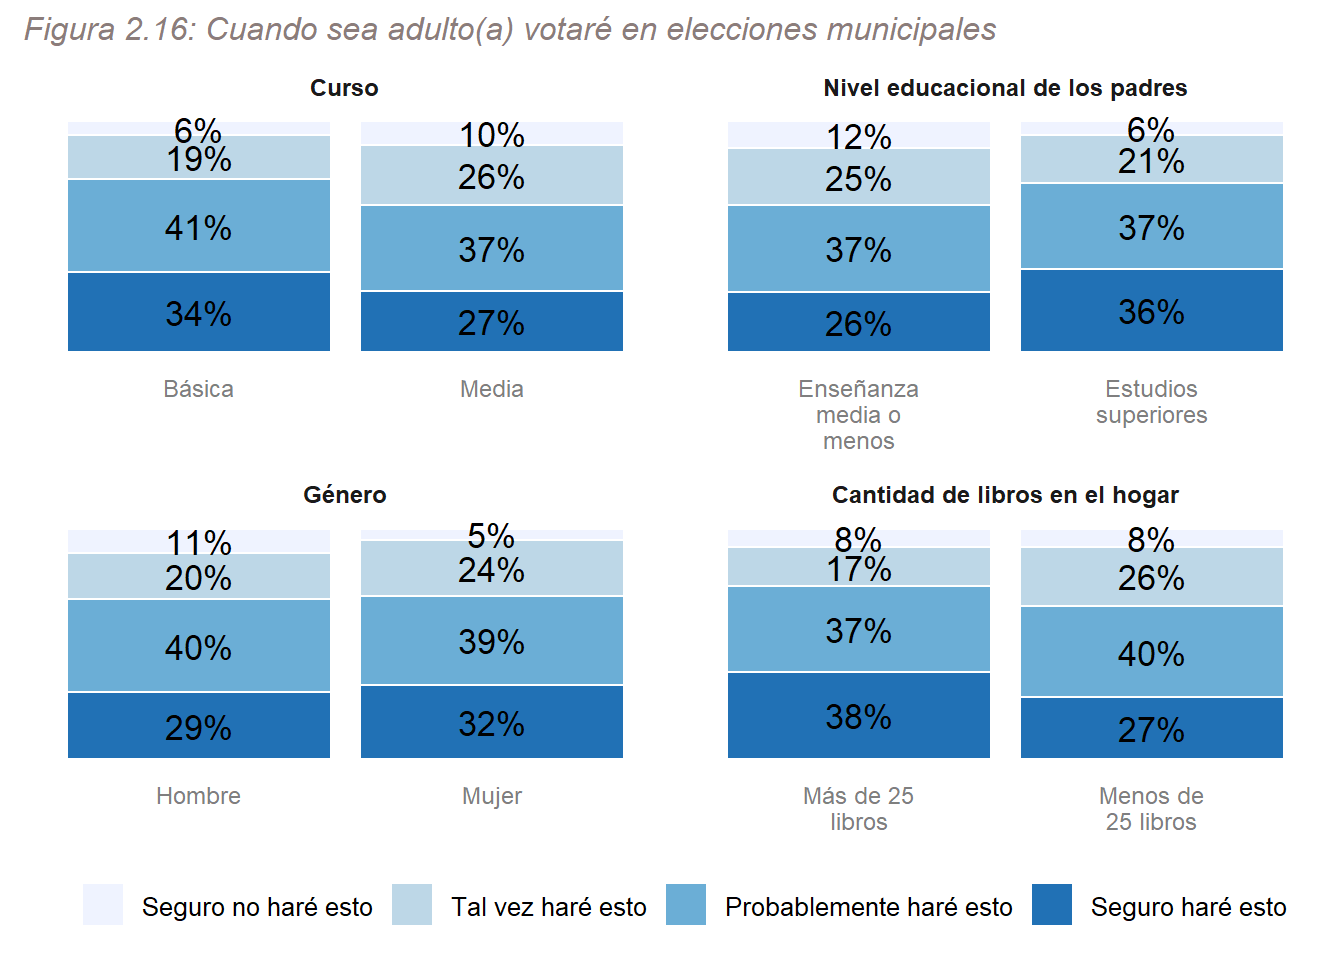 Figura 2.16: Cuando sea adulto(a) votaré en elecciones municipales
Curso
6%
10%
19%
26%
41%
37%
34%
27%
Básica
Media
Nivel educacional de los padres
12%
6%
25%
21%
37%
37%
26%
36%
Enseñanza
media o
menos
Estudios
superiores
Género
11%
5%
20%
24%
40%
39%
29%
32%
Hombre
Mujer
Cantidad de libros en el hogar
8%
8%
17%
26%
37%
40%
38%
27%
Más de 25
libros
Menos de
25 libros
Seguro no haré esto
Tal vez haré esto
Probablemente haré esto
Seguro haré esto